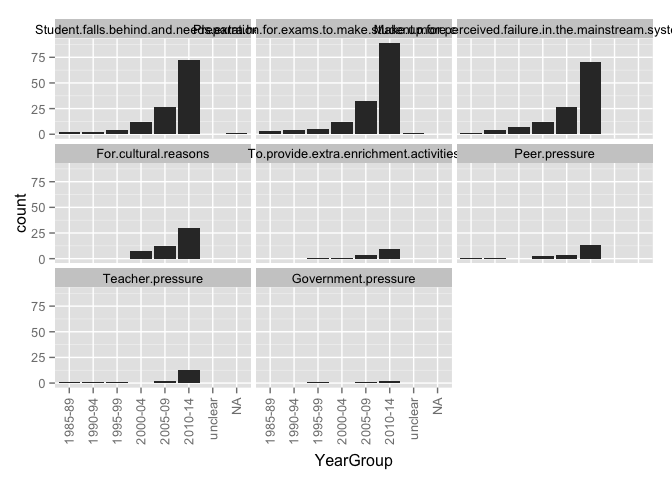 Student.falls.behind.and.needs.extra
Preparation.for.exams.to.make.student.more
Make.up.for.perceived.failure.in.the.mainstream.syste
75
50
25
0
For.cultural.reasons
To.provide.extra.enrichment.activities
Peer.pressure
75
50
25
0
Teacher.pressure
Government.pressure
75
50
25
0
count
1985-89
1990-94
1995-99
2000-04
2005-09
2010-14
unclear
NA
1985-89
1990-94
1995-99
2000-04
2005-09
2010-14
unclear
NA
YearGroup